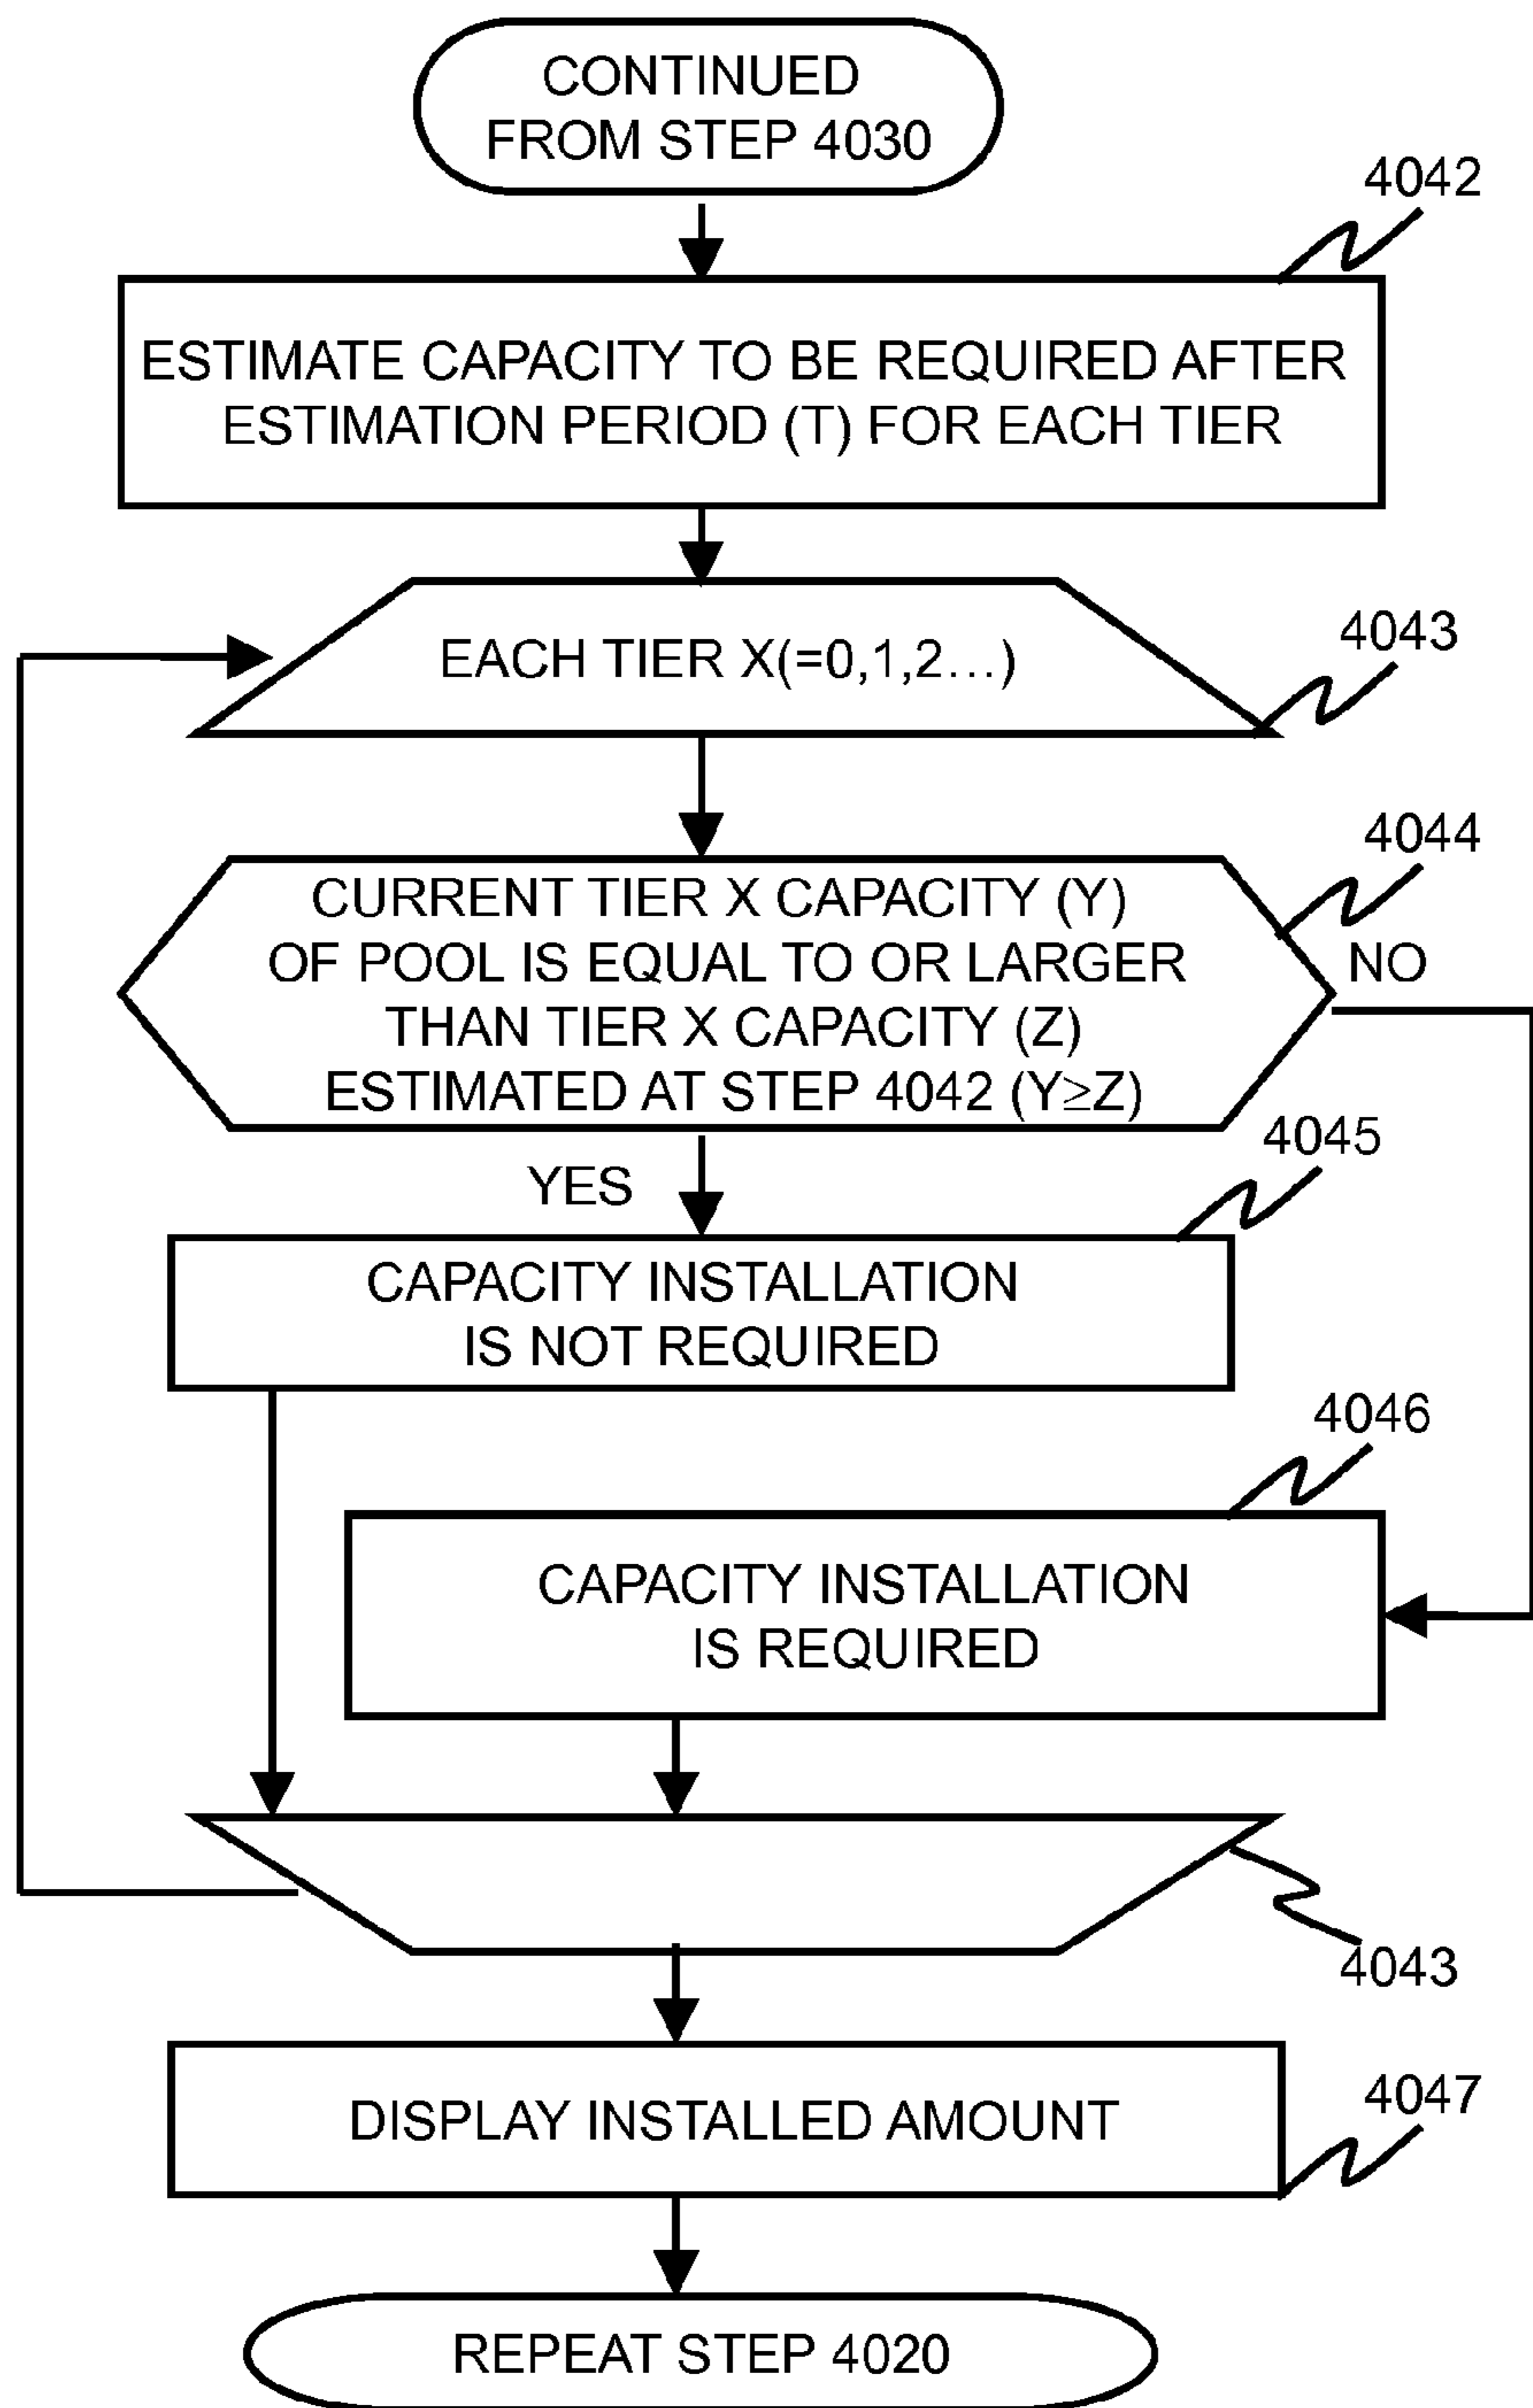 CONTINUED
FROM STEP 4030
4042
ESTIMATE CAPACITY TO BE REQUIRED AFTER
ESTIMATION PERIOD (T) FOR EACH TIER
4043
EACH TIER X(=0,1,2...)
4044
CURRENT TIER X CAPACITY (Y)
OF POOL IS EQUAL TO OR LARGER
THAN TIER X CAPACITY (Z)
ESTIMATED AT STEP 4042 (Y≥Z)
NO
4045
YES
CAPACITY INSTALLATION
IS NOT REQUIRED
4046
CAPACITY INSTALLATION
IS REQUIRED
4043
4047
DISPLAY INSTALLED AMOUNT
REPEAT STEP 4020